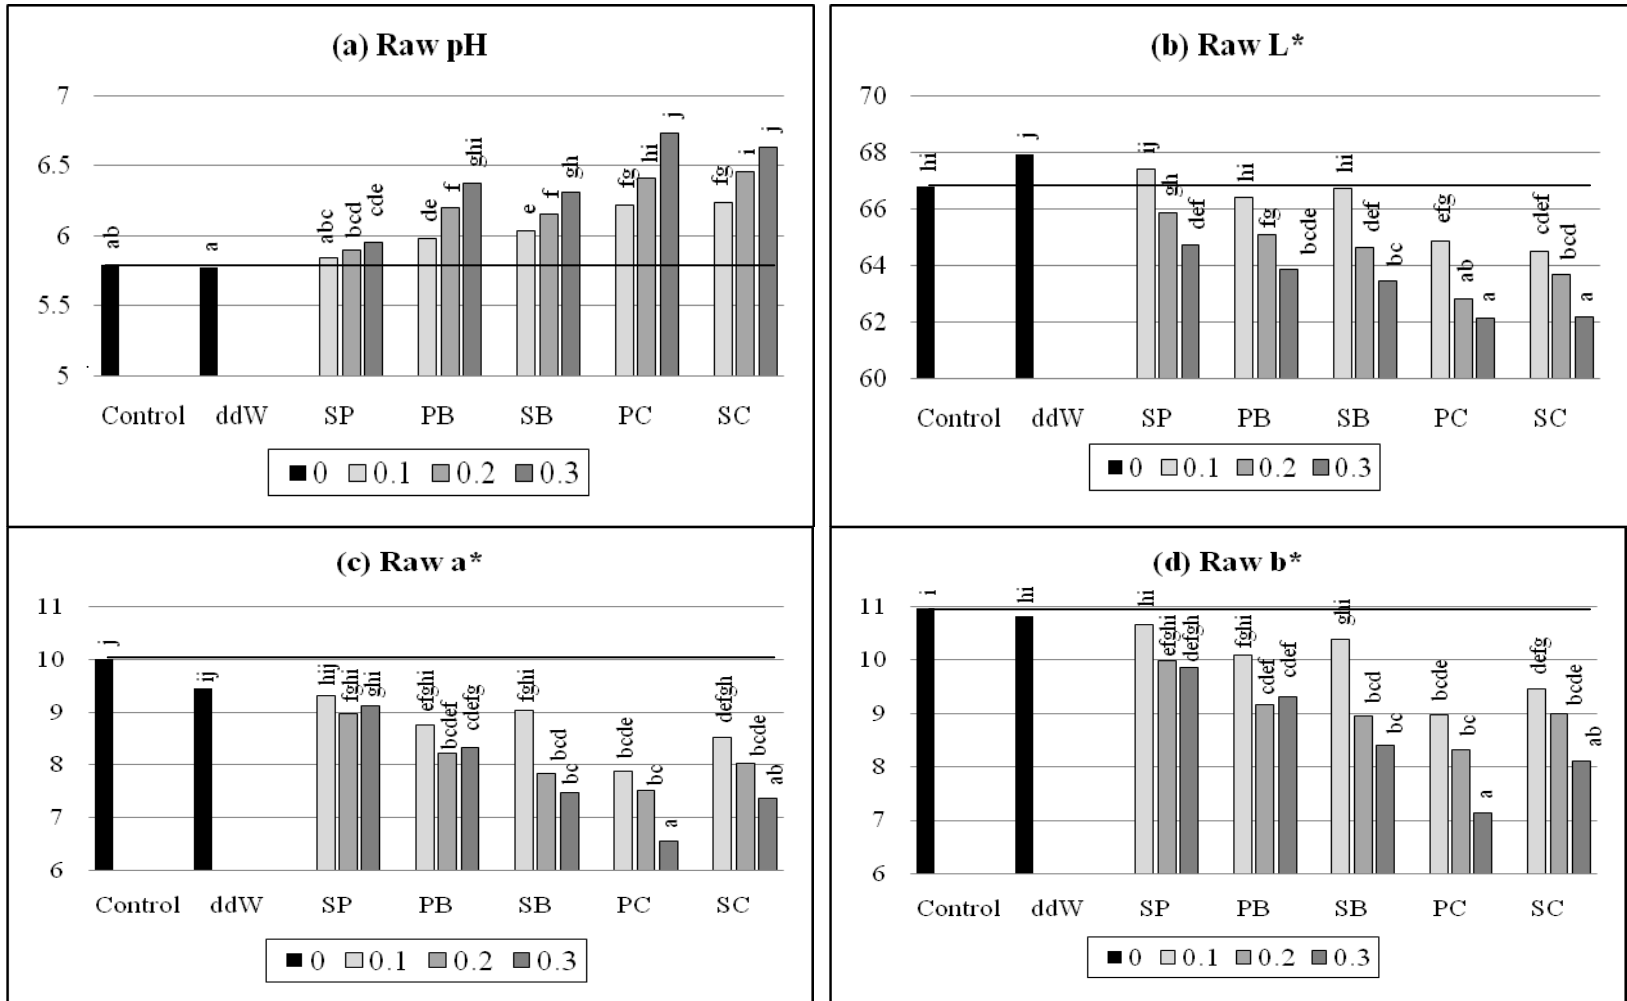 (a) Raw pH
7
6.5
6
5.5
5
ab
a
abc
bcd
cde
de
f
ghi
e
f
gh
fg
hi
j
fg
i
j
Control ddW SP PB SB PC SC
0 0.1 0.2 0.3
(b) Raw L*
70
68
66
64
62
60
hi
j
ij
gh
def
hi
fg
bcde
hi
def
bc
efg
ab
a
cdef
bcd
a
Control ddW SP PB SB PC SC
0 0.1 0.2 0.3
(c) Raw a*
11
10
9
8
7
6
j
ij
hij
fghi
ghi
efghi
bcdef
cdefg
fghi
bcd
bc
bcde
bc
a
defgh
bcde
ab
Control ddW SP PB SB PC SC
0 0.1 0.2 0.3
(d) Raw b*
11
10
9
8
7
6
i
hi
hi
efghi
defgh
fghi
cdef
cdef
ghi
bcd
bc
bcde
bc
a
defg
bcde
ab
Control ddW SP PB SB PC SC
0 0.1 0.2 0.3